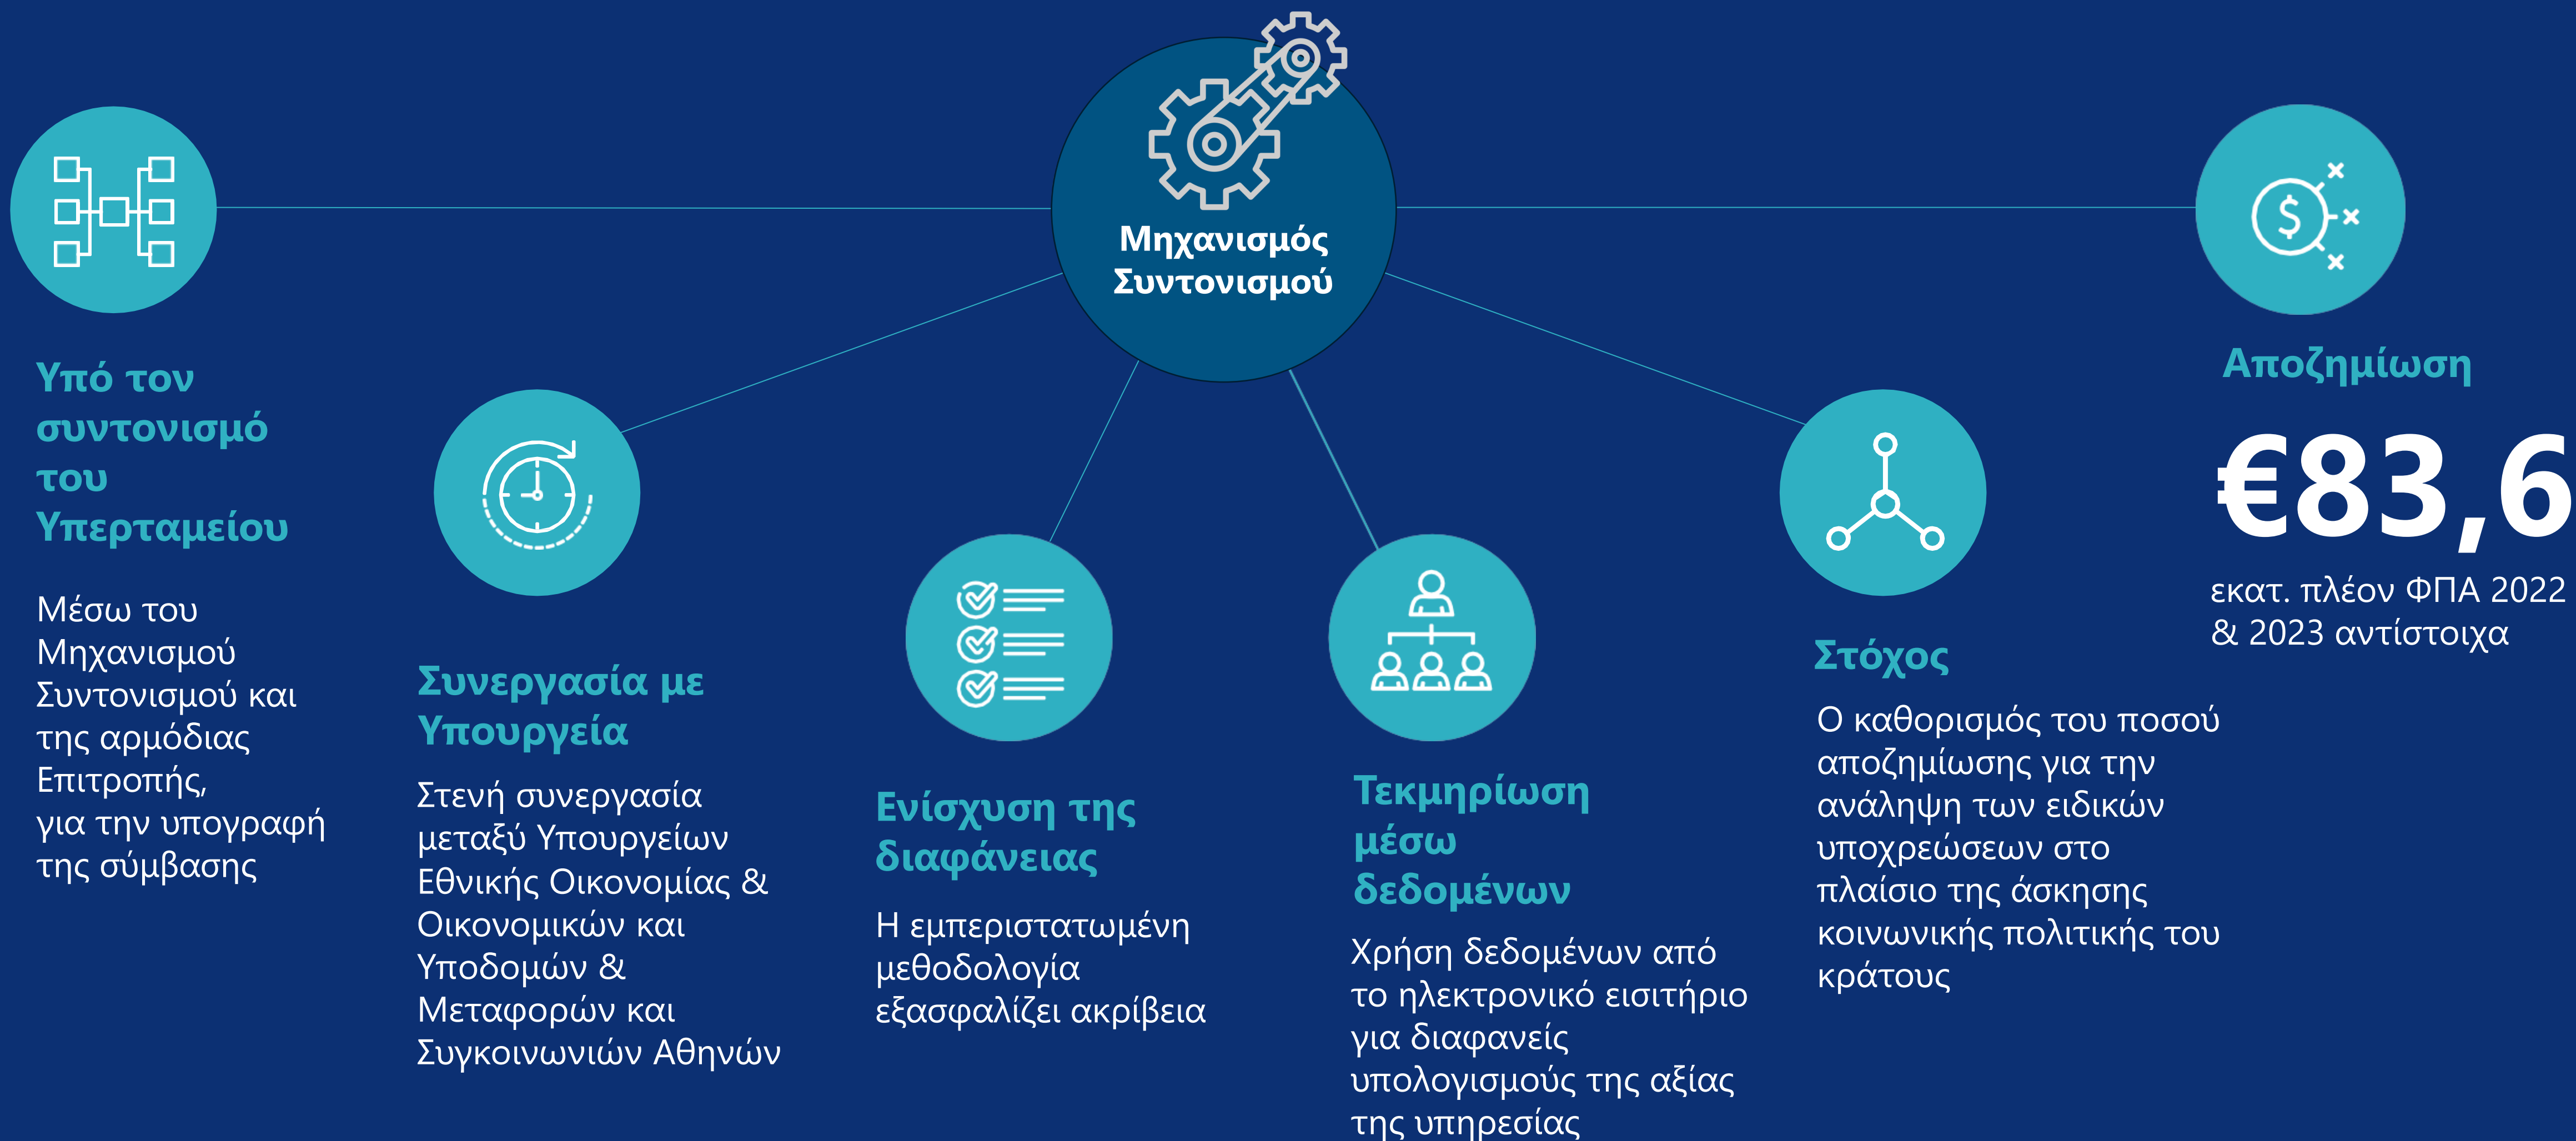 Μηχανισμός
Συντονισμού
Υπό τον
συντονισμό
του
Υπερταμείου
Μέσω του
Μηχανισμού
Συντονισμού και
της αρμόδιας
Επιτροπής,
για την υπογραφή
της σύμβασης
Συνεργασία με
Υπουργεία
Στενή συνεργασία
μεταξύ Υπουργείων
Εθνικής Οικονομίας &
Οικονομικών και
Υποδομών &
Μεταφορών και
Συγκοινωνιών Αθηνών
Ενίσχυση της
διαφάνειας
Η εμπεριστατωμένη
μεθοδολογία
εξασφαλίζει ακρίβεια
Τεκμηρίωση
μέσω
δεδομένων
Χρήση δεδομένων από
το ηλεκτρονικό εισιτήριο
για διαφανείς
υπολογισμούς της αξίας
της υπηρεσίας
Στόχος
Ο καθορισμός του ποσού
αποζημίωσης για την
ανάληψη των ειδικών
υποχρεώσεων στο
πλαίσιο της άσκησης
κοινωνικής πολιτικής του
κράτους
Αποζημίωση
€83,6
εκατ. πλέον ΦΠΑ 2022
& 2023 αντίστοιχα